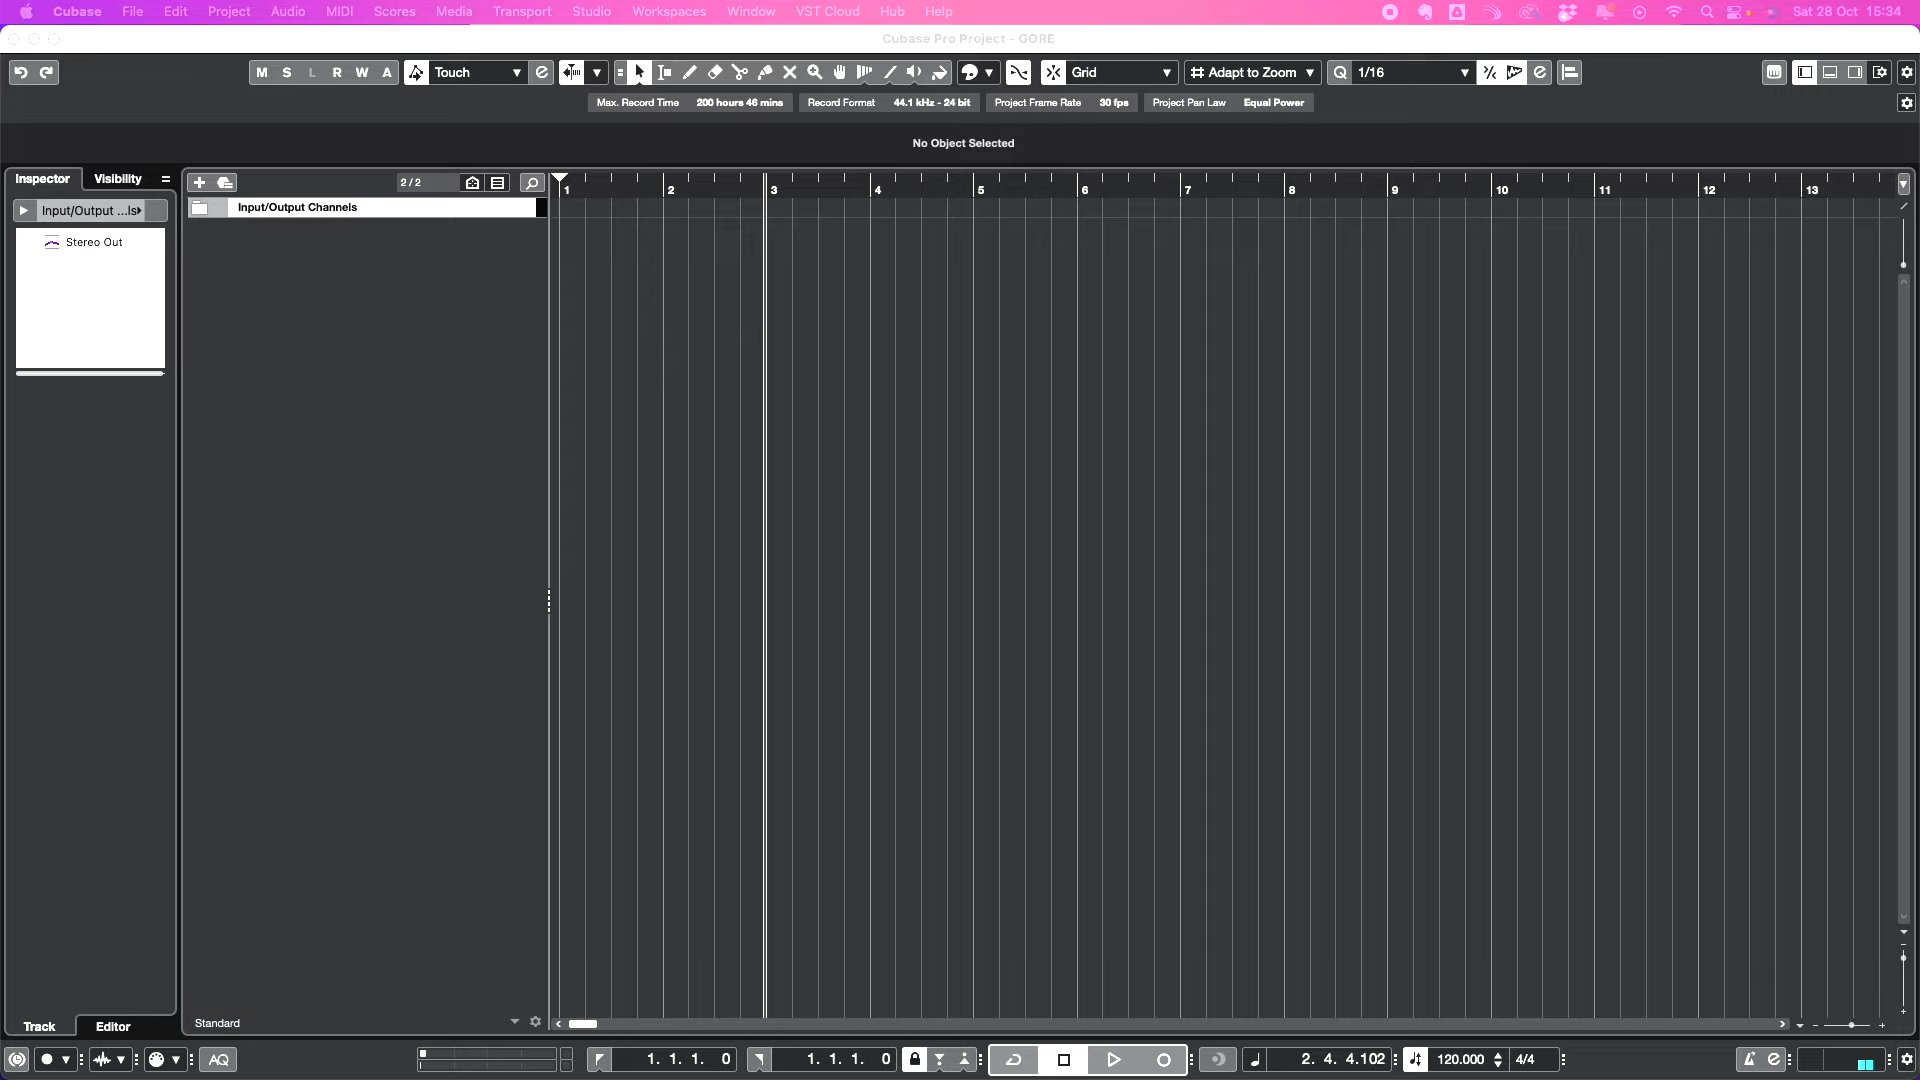 Cubase File Edit Project Audio MIDI Scores Media Transport Studio Workspaces Window VST Cloud Hub Help Sat 28 Oct 15:34
Cubase Pro Project - GORE
M S L R W A Touch Grid Adapt to Zoom Q 1/16
Max. Record Time 200 hours 46 mins Record Format 44.1 kHz - 24 bit Project Frame Rate 30 fps Project Pan Law Equal Power
No Object Selected
Inspector Visibility 2/2 1 2 3 4 5 6 7 8 9 10 11 12 13
Input/Output ...ls Input/Output Channels
Stereo Out
Track Editor Standard
AQ 1. 1. 1. 0 1. 1. 1. 0 2. 4. 4.102 120.000 4/4